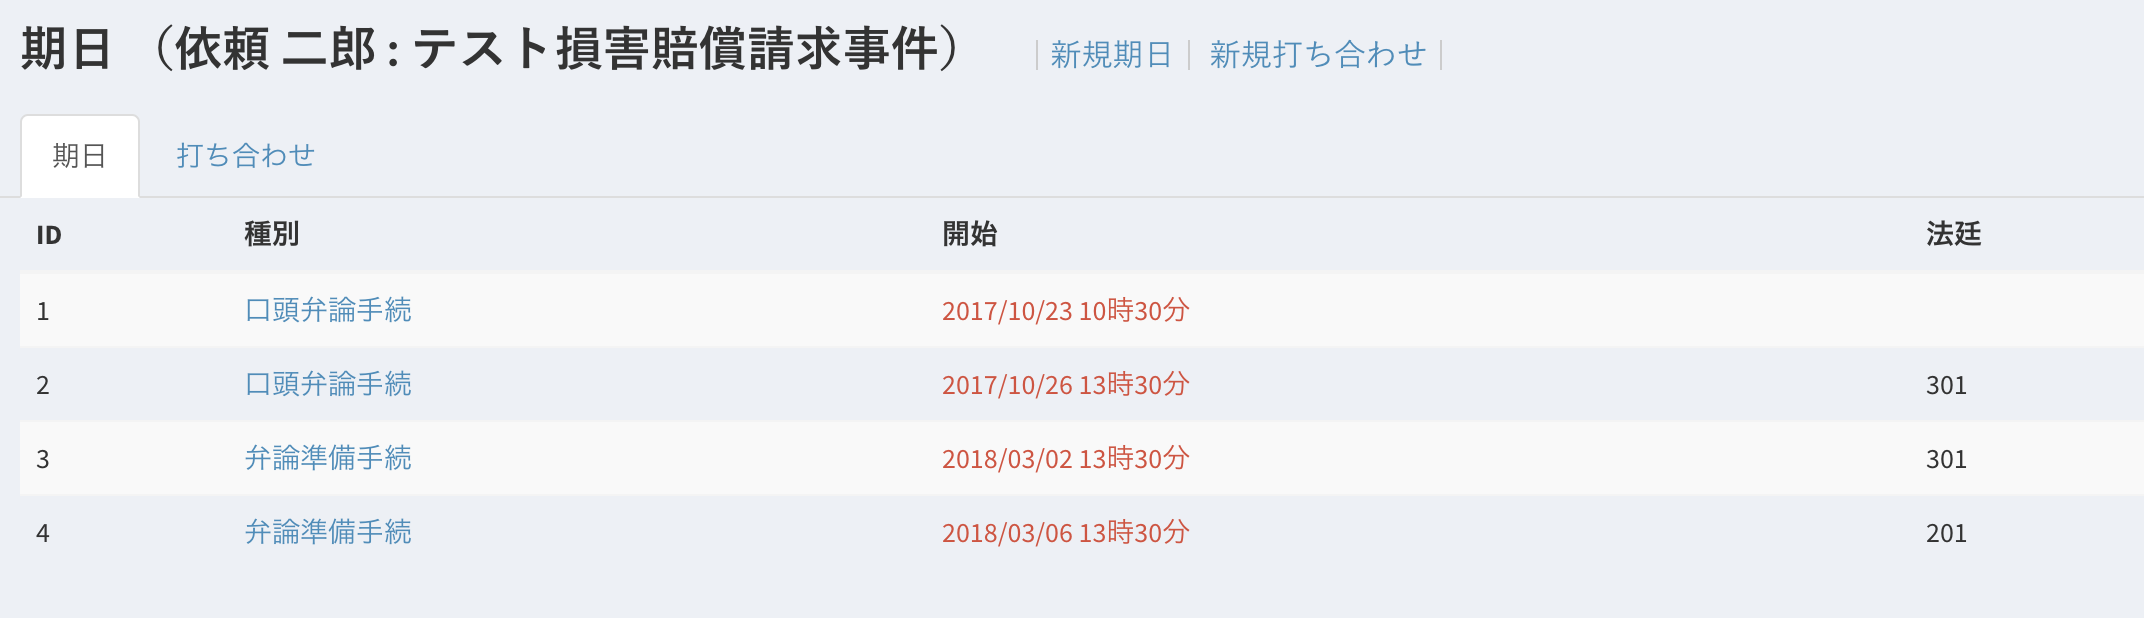 期日 （依頼 二郎 : テスト損害賠償請求事件） | 新規期日 | 新規打ち合わせ |
期日 打ち合わせ
ID 種別 開始 法廷
1 口頭弁論手続 2017/10/23 10時30分
2 口頭弁論手続 2017/10/26 13時30分 301
3 弁論準備手続 2018/03/02 13時30分 301
4 弁論準備手続 2018/03/06 13時30分 201